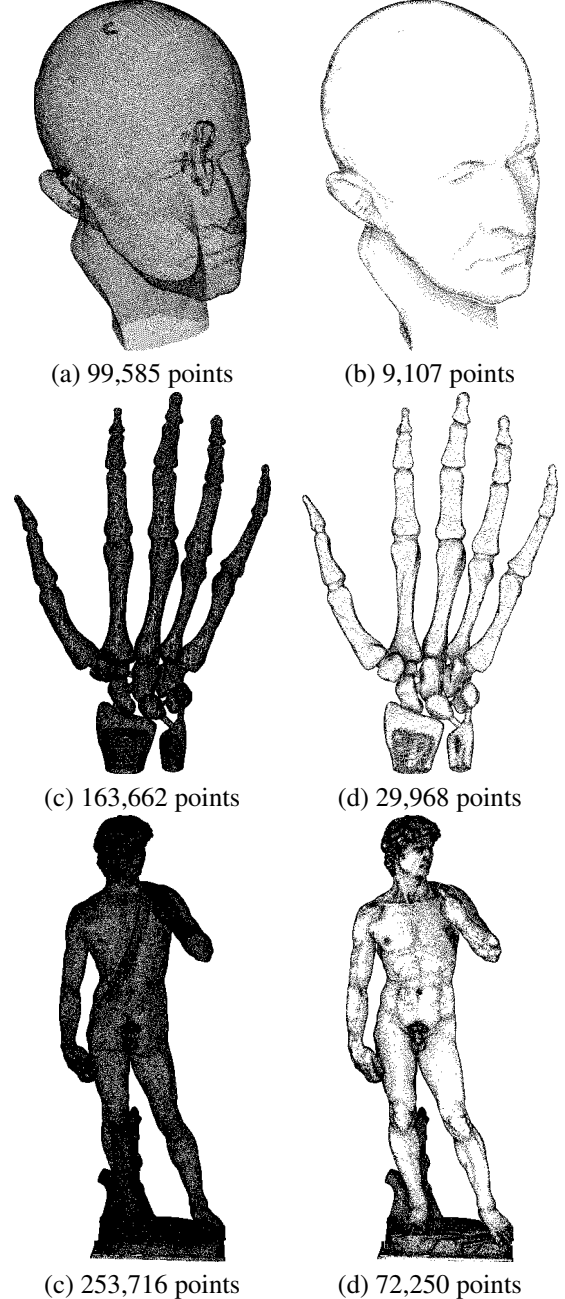 (a) 99,585 points
(b) 9,107 points
(c) 163,662 points
(d) 29,968 points
(c) 253,716 points
(d) 72,250 points